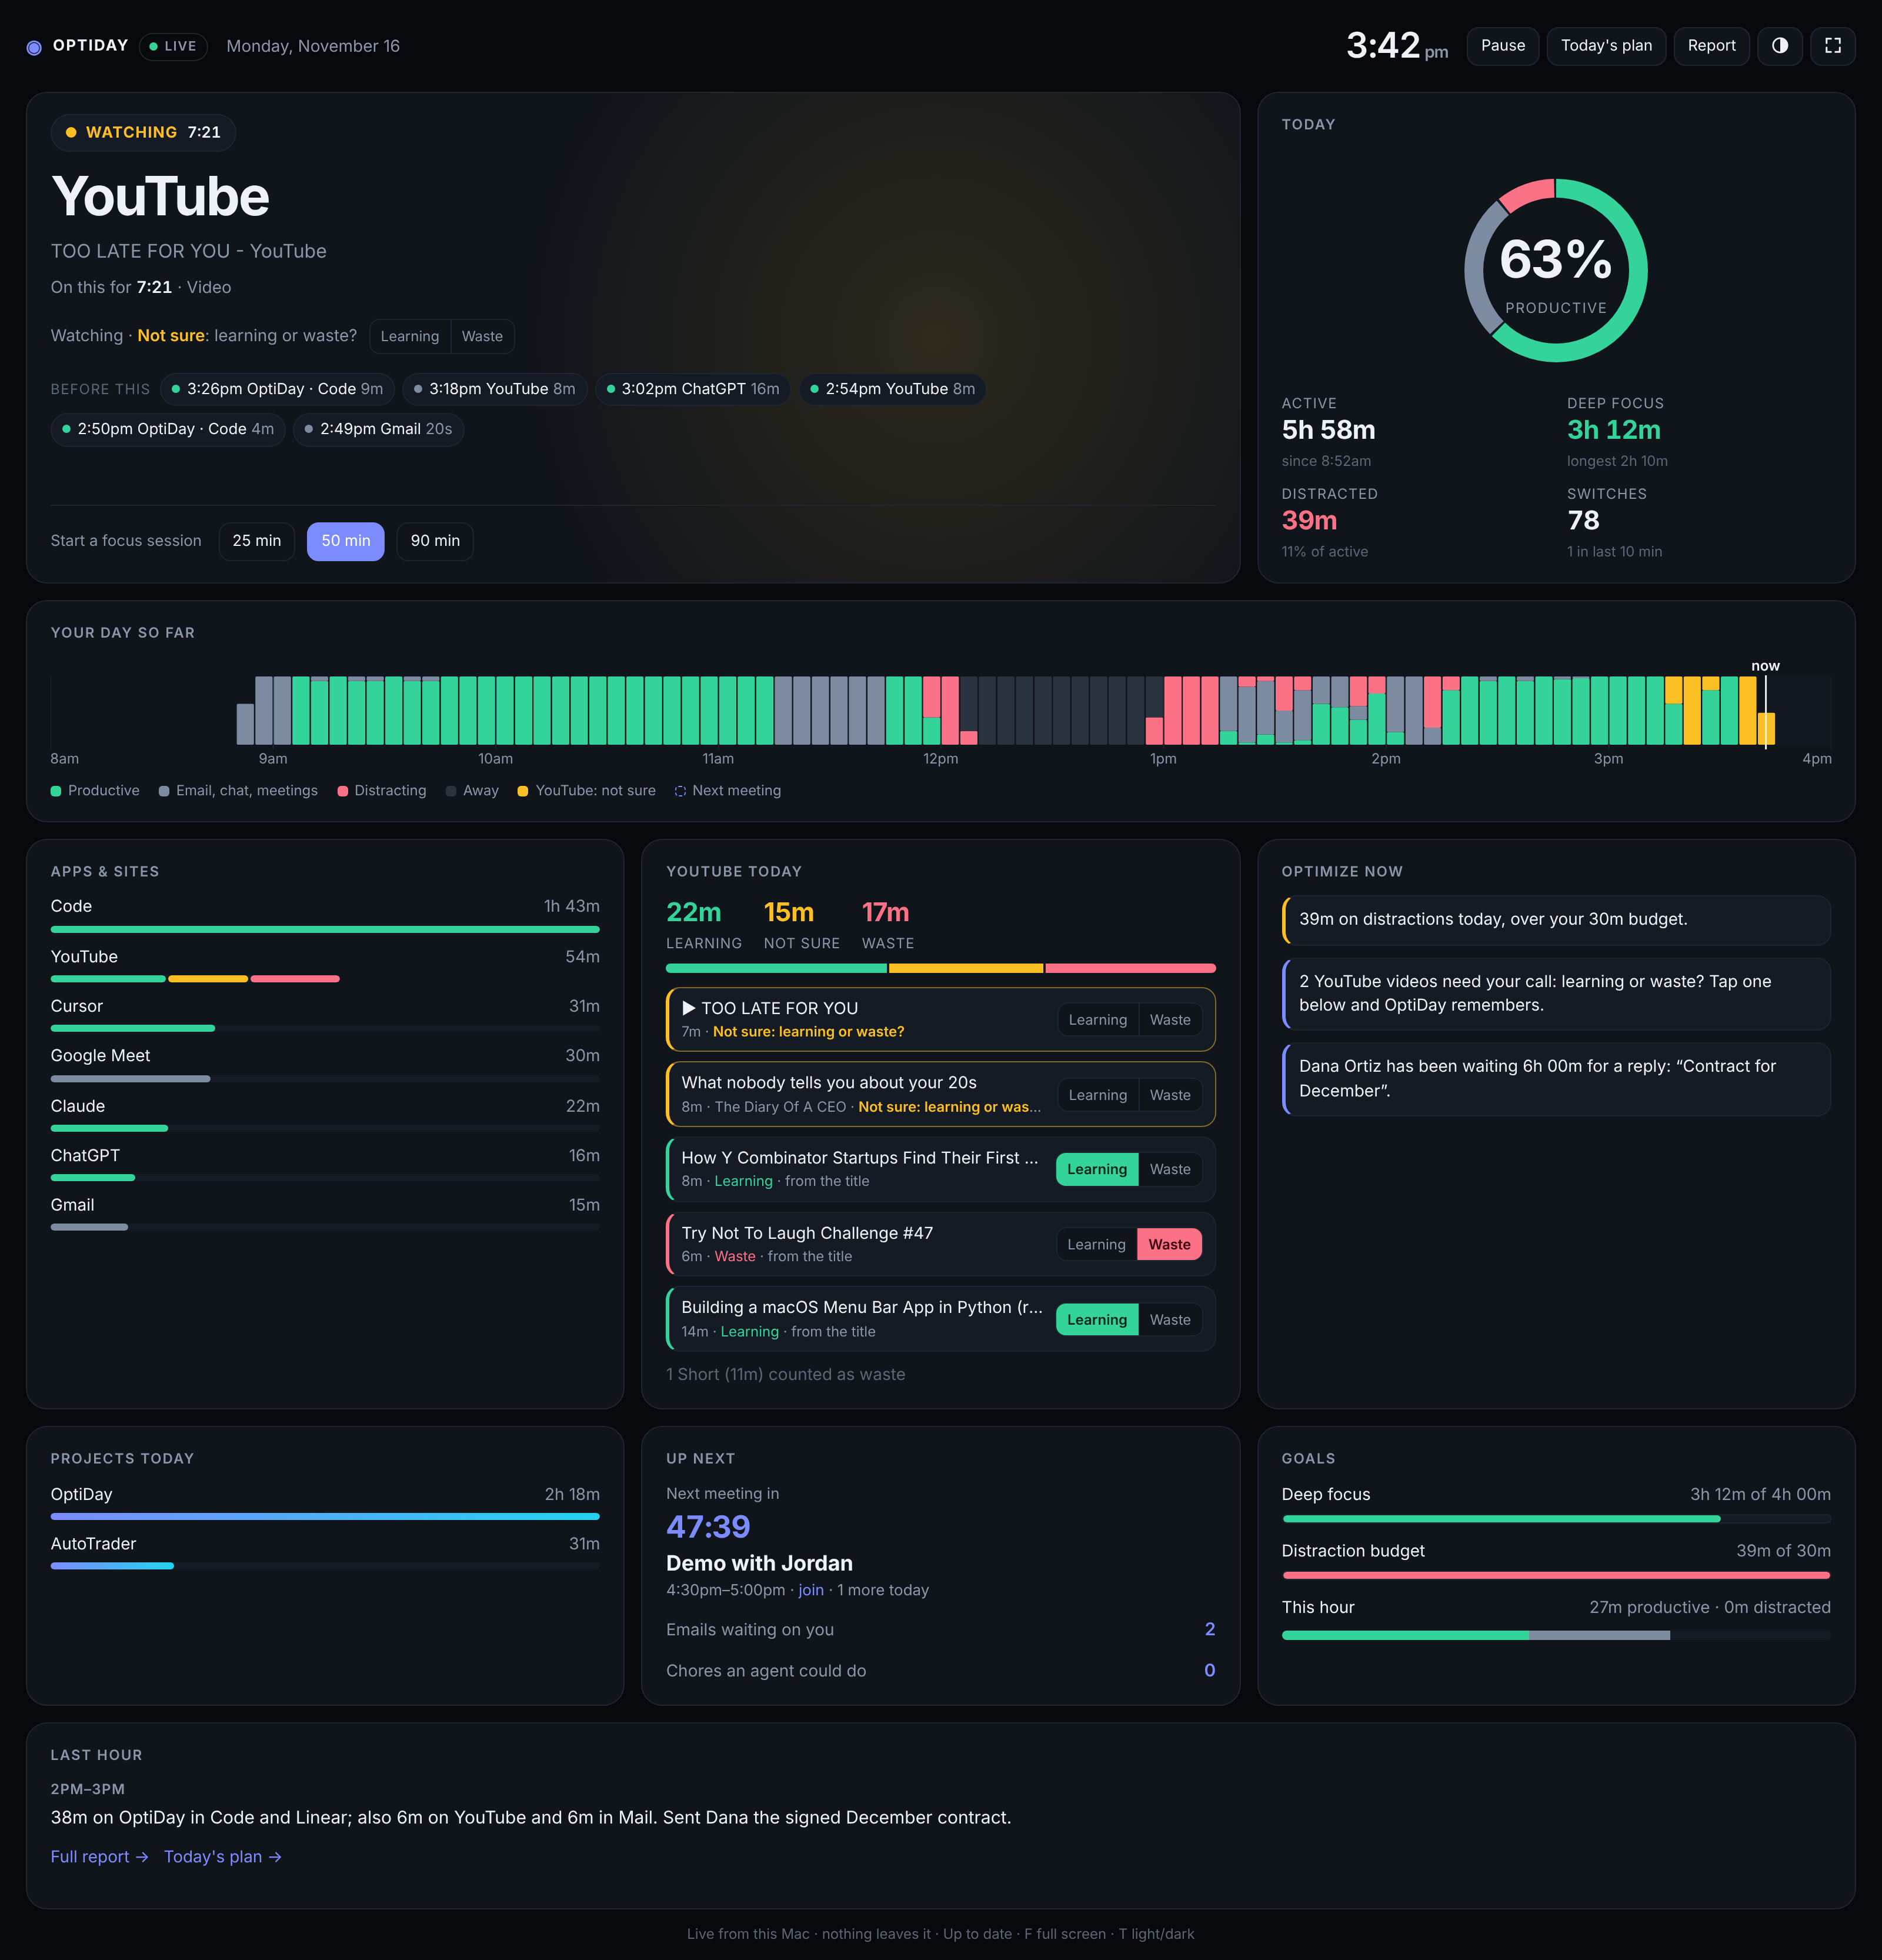 OPTIDAY LIVE Monday, November 16
3:42 pm Pause Today's plan Report
WATCHING 7:21
YouTube
TOO LATE FOR YOU - YouTube
On this for 7:21 · Video
Watching · Not sure: learning or waste? Learning Waste
BEFORE THIS 3:26pm OptiDay · Code 9m 3:18pm YouTube 8m 3:02pm ChatGPT 16m 2:54pm YouTube 8m
2:50pm OptiDay · Code 4m 2:49pm Gmail 20s
Start a focus session 25 min 50 min 90 min
TODAY
63%
PRODUCTIVE
ACTIVE
5h 58m
since 8:52am
DEEP FOCUS
3h 12m
longest 2h 10m
DISTRACTED
39m
11% of active
SWITCHES
78
1 in last 10 min
YOUR DAY SO FAR
now
8am 9am 10am 11am 12pm 1pm 2pm 3pm 4pm
Productive Email, chat, meetings Distracting Away YouTube: not sure Next meeting
APPS & SITES
Code 1h 43m
YouTube 54m
Cursor 31m
Google Meet 30m
Claude 22m
ChatGPT 16m
Gmail 15m
YOUTUBE TODAY
22m 15m 17m
LEARNING NOT SURE WASTE
▶ TOO LATE FOR YOU
7m · Not sure: learning or waste?
Learning Waste
What nobody tells you about your 20s
8m · The Diary Of A CEO · Not sure: learning or was...
Learning Waste
How Y Combinator Startups Find Their First ...
8m · Learning · from the title
Learning Waste
Try Not To Laugh Challenge #47
6m · Waste · from the title
Learning Waste
Building a macOS Menu Bar App in Python (r...
14m · Learning · from the title
Learning Waste
1 Short (11m) counted as waste
OPTIMIZE NOW
39m on distractions today, over your 30m budget.
2 YouTube videos need your call: learning or waste? Tap one
below and OptiDay remembers.
Dana Ortiz has been waiting 6h 00m for a reply: “Contract for
December”.
PROJECTS TODAY
OptiDay 2h 18m
AutoTrader 31m
UP NEXT
Next meeting in
47:39
Demo with Jordan
4:30pm–5:00pm · join · 1 more today
Emails waiting on you 2
Chores an agent could do 0
GOALS
Deep focus 3h 12m of 4h 00m
Distraction budget 39m of 30m
This hour 27m productive · 0m distracted
LAST HOUR
2PM–3PM
38m on OptiDay in Code and Linear; also 6m on YouTube and 6m in Mail. Sent Dana the signed December contract.
Full report → Today's plan →
Live from this Mac · nothing leaves it · Up to date · F full screen · T light/dark